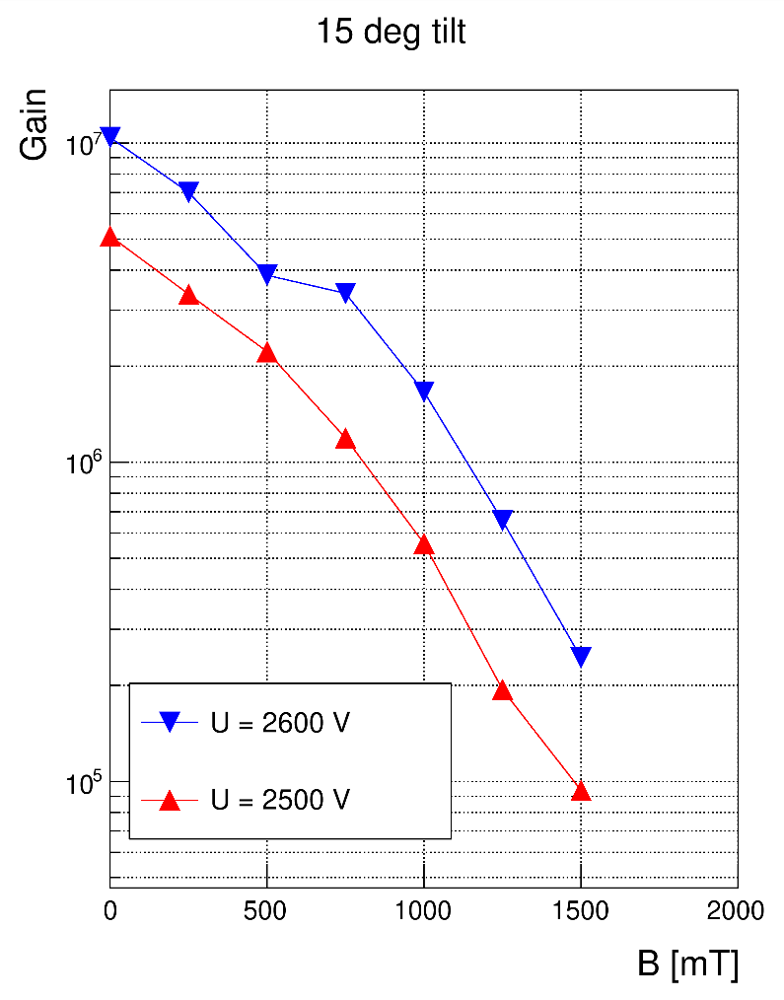 15 deg tilt
Gain
10^7
10^6
10^5
U = 2600 V
U = 2500 V
0 500 1000 1500 2000
B [mT]